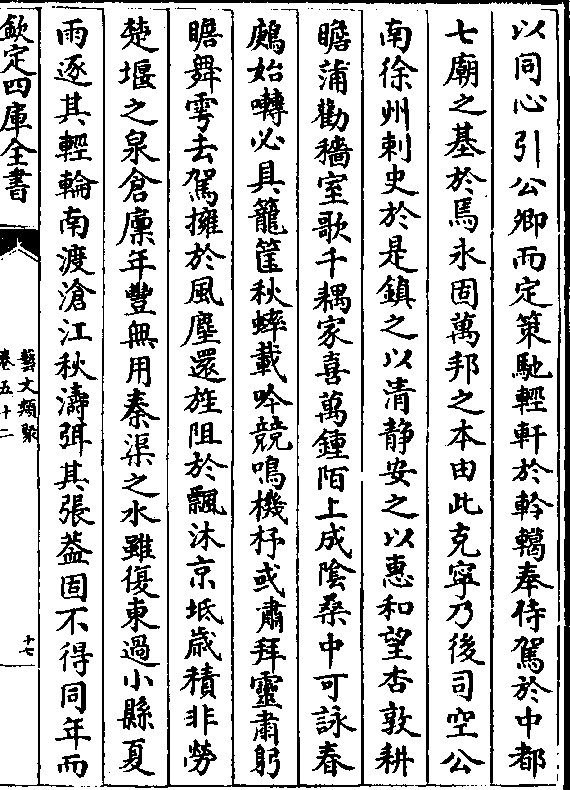 以同心引公卿而定策馳輕軒於軨轕奉侍駕於中都
七廟之基於焉永固萬邦之本由此克寧乃後司空公
南徐州刺史於是鎮之以清静安之以惠和望杏敦耕
瞻蒲勸穡室歌千耦家喜萬鍾陌上成陰桑中可詠春
鶊始囀必具籠筐秋蟀載吟競鳴機杼或肅拜靈肅躬
瞻舞雩去駕擁於風塵還旌阻於飄沐京坻歲積非勞
楚堰之泉倉廪年豐無用秦渠之水雖復東過小縣夏
雨逐其輕輪南渡滄江秋濤弭其張葢固不得同年而
欽定四庫全書
藝文類聚
卷五十二
十七